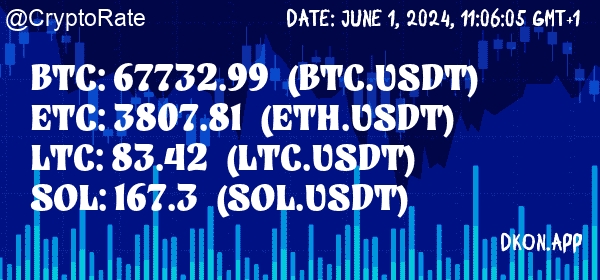 @CryptoRate
DATE: JUNE 1, 2024, 11:06:05 GMT+1
BTC: 67732.99 (BTC.USDT)
ETC: 3807.81 (ETH.USDT)
LTC: 83.42 (LTC.USDT)
SOL: 167.3 (SOL.USDT)
DKON.APP